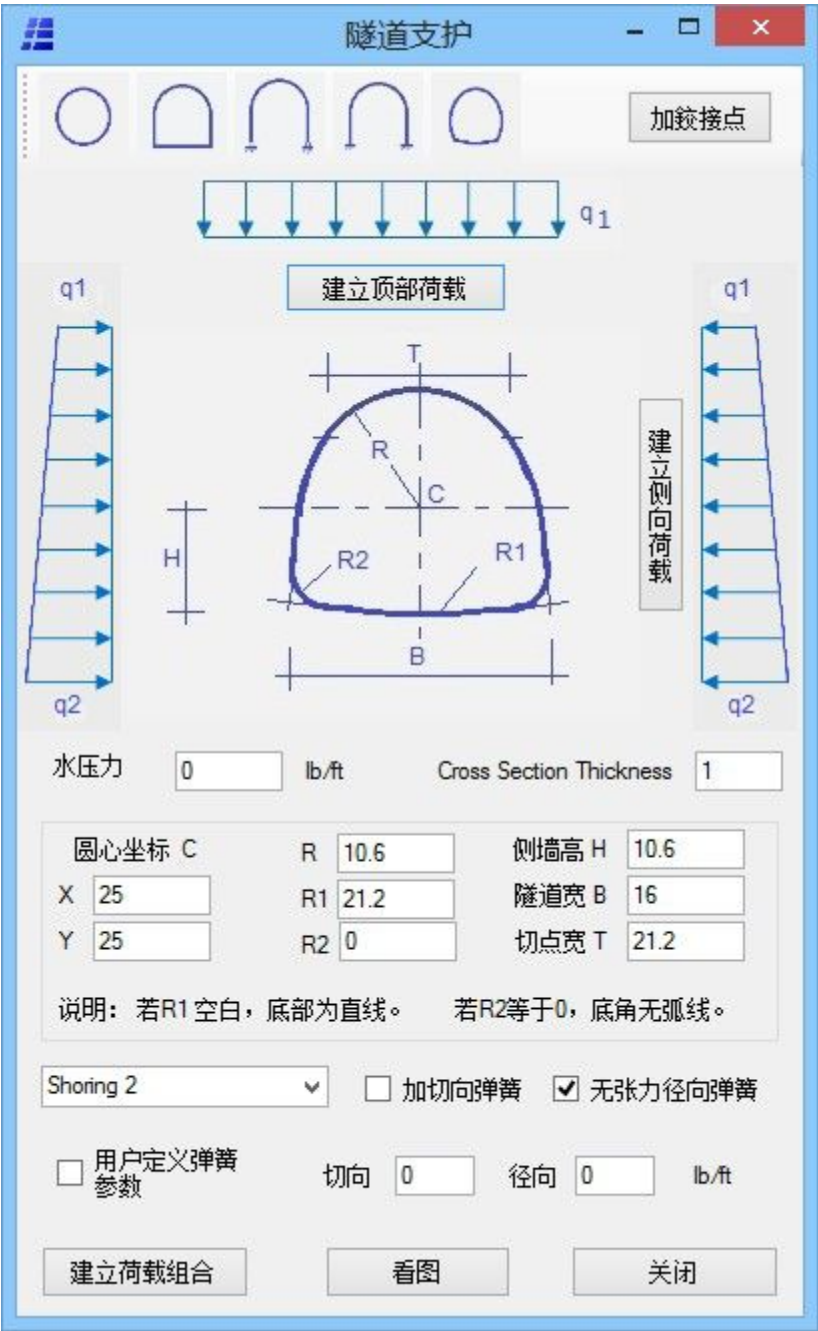 隧道支护
加鉸接点
q1
建立顶部荷载
q1
q1
T
R
C
建立侧向荷载
H
R2
R1
B
q2
q2
水压力 0 lb/ft Cross Section Thickness 1
圆心坐标 C R 10.6 侧墙高 H 10.6
X 25 R1 21.2 隧道宽 B 16
Y 25 R2 0 切点宽 T 21.2
说明：若R1空白，底部为直线。 若R2等于0，底角无弧线。
Shoring 2 加切向弹簧 无张力径向弹簧
用户定义弹簧
参数
切向 0 径向 0 lb/ft
建立荷载组合 看图 关闭